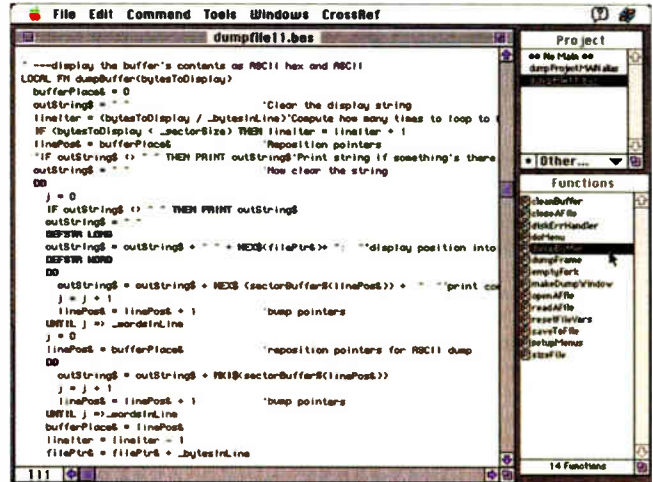 File Edit Command Tools Windows CrossRef
dumpfile11.bas
' ---display the buffer's contents as ASCII hex and ASCII
LOCAL FN dumpBuffer(bytesToDisplay)
bufferPlace& = 0
outString$ = " " 'Clear the display string
lineIter = (bytesToDisplay / _bytesInLine)'Compute how many times to loop to
IF (bytesToDisplay < _sectorSize) THEN lineIter = lineIter + 1
linePos& = bufferPlace& 'Reposition pointers
'IF outString$ <> " " THEN PRINT outString$'Print string if something's there
outString$ = " " 'Now clear the string
DO
j = 0
IF outString$ <> " " THEN PRINT outString$
outString$ = " "
DEFSTR LONG
outString$ = outString$ + " " + HEX$(filePtr&)+ ": "'display position into
DEFSTR WORD
DO
outString$ = outString$ + HEX$ (sectorBuffer%(linePos&)) + " " 'print
j = j + 1
linePos& = linePos& + 1 'bump pointers
UNTIL j => _wordsInLine
j = 0
linePos& = bufferPlace& 'reposition pointers for ASCII dump
DO
outString$ = outString$ + MKI$(sectorBuffer%(linePos&))
j = j + 1
linePos& = linePos& + 1 'bump pointers
UNTIL j =>_wordsInLine
bufferPlace& = linePos&
lineIter = lineIter - 1
filePtr& = filePtr& + _bytesInLine
111
Project
** No Main **
dumpProjectMAIN alias
• Other...
Functions
cleanBuffer
closeAFile
diskErrHandler
doMenu
dumpBuffer
dumpFrame
emptyFork
makeDumpWindow
openAFile
readAFile
resetFileVars
saveToFile
setupMenus
sizeFile
14 Functions